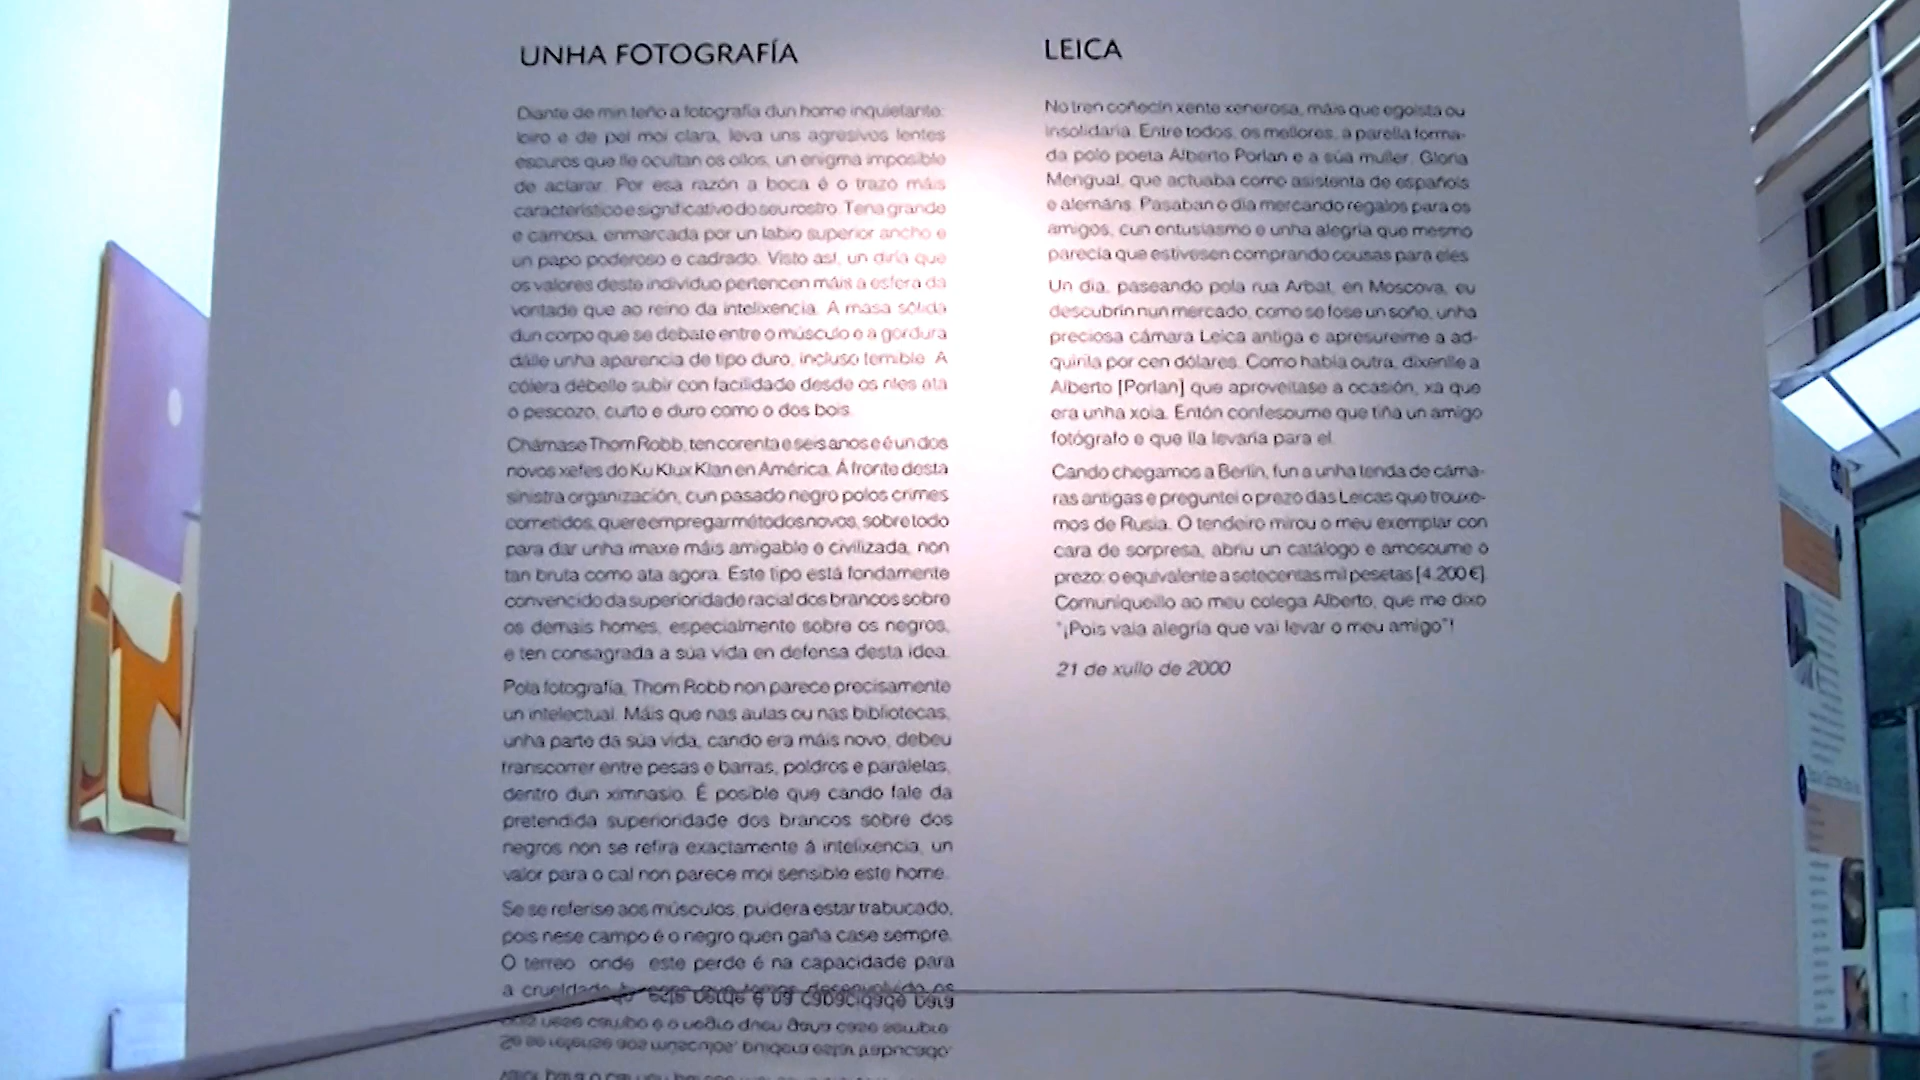 UNHA FOTOGRAFÍA
Diante de min teño a fotografía dun home inquietante:
loiro e de pel moi clara, leva uns agresivos lentes
escuros que lle ocultan os ollos, un enigma imposible
de aclarar. Por esa razón a boca é o trazo máis
característico e significativo do seu rostro. Tena grande
e carnosa, enmarcada por un labio superior ancho e
un papo poderoso e cadrado. Visto así, un diría que
os valores deste individuo pertencen máis a esfera da
vontade que ao reino da intelixencia. A masa sólida
dun corpo que se debate entre o músculo e a gordura
dálle unha aparencia de tipo duro, incluso temible. A
cólera débelle subir con facilidade desde os riles ata
o pescozo, curto e duro como o dos bois.
Chámase Thom Robb, ten corenta e seis anos e é un dos
novos xefes do Ku Klux Klan en América. Á fronte desta
sinistra organización, cun pasado negro polos crimes
cometidos, quere empregar métodos novos, sobre todo
para dar unha imaxe máis amigable e civilizada, non
tan bruta como ata agora. Este tipo está fondamente
convencido da superioridade racial dos brancos sobre
os demais homes, especialmente sobre os negros,
e ten consagrada a súa vida en defensa desta idea.
Pola fotografía, Thom Robb non parece precisamente
un intelectual. Máis que nas aulas ou nas bibliotecas,
unha parte da súa vida, cando era máis novo, debeu
transcorrer entre pesas e barras, poldros e paralelas,
dentro dun ximnasio. É posible que cando fale da
pretendida superioridade dos brancos sobre dos
negros non se refira exactamente á intelixencia, un
valor para o cal non parece moi sensible este home.
Se se referise aos músculos, puidera estar trabucado,
pois nese campo é o negro quen gaña case sempre.
O terreo onde este perde é na capacidade para
a crueldade
LEICA
No tren coñecín xente xenerosa, máis que egoísta ou
insolidaria. Entre todos, os mellores, a parella forma-
da polo poeta Alberto Porlan e a súa muller, Gloria
Mengual, que actuaba como asistenta de españois
e alemáns. Pasaban o día mercando regalos para os
amigos, cun entusiasmo e unha alegría que mesmo
parecía que estivesen comprando cousas para eles.
Un día, paseando pola rua Arbat, en Moscova, eu
descubrín nun mercado, como se fose un soño, unha
preciosa cámara Leica antiga e apresureime a ad-
quirila por cen dólares. Como había outra, dixenlle a
Alberto [Porlan] que aproveitase a ocasión, xa que
era unha xoia. Entón confesoume que tiña un amigo
fotógrafo e que lla levaría para el.
Cando chegamos a Berlín, fun a unha tenda de cáma-
ras antigas e preguntei o prezo das Leicas que trouxe-
mos de Rusia. O tendeiro mirou o meu exemplar con
cara de sorpresa, abriu un catálogo e amosoume o
prezo: o equivalente a setecentas mil pesetas [4.200 €].
Comuniqueillo ao meu colega Alberto, que me dixo
"¡Pois vaia alegría que vai levar o meu amigo"!
21 de xullo de 2000